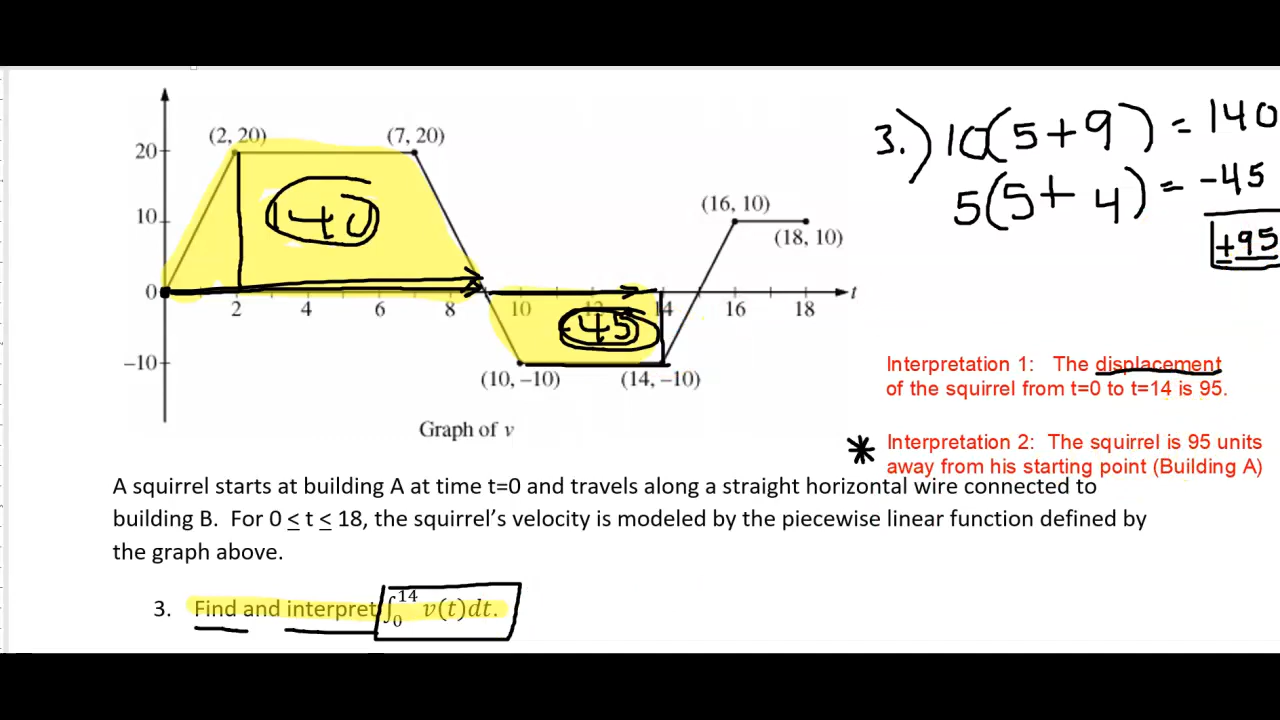 (2, 20)
(7, 20)
20
10
0
−10
140
-45
2
4
6
8
10
12
14
16
18
t
(16, 10)
(18, 10)
(10, −10)
(14, −10)
Graph of v
3.) 10(5+9) = 140
5(5+4) = -45
+95
Interpretation 1: The displacement
of the squirrel from t=0 to t=14 is 95.
* Interpretation 2: The squirrel is 95 units
away from his starting point (Building A)
A squirrel starts at building A at time t=0 and travels along a straight horizontal wire connected to
building B. For 0 ≤ t ≤ 18, the squirrel's velocity is modeled by the piecewise linear function defined by
the graph above.
3. Find and interpret ∫₀¹⁴ v(t)dt.